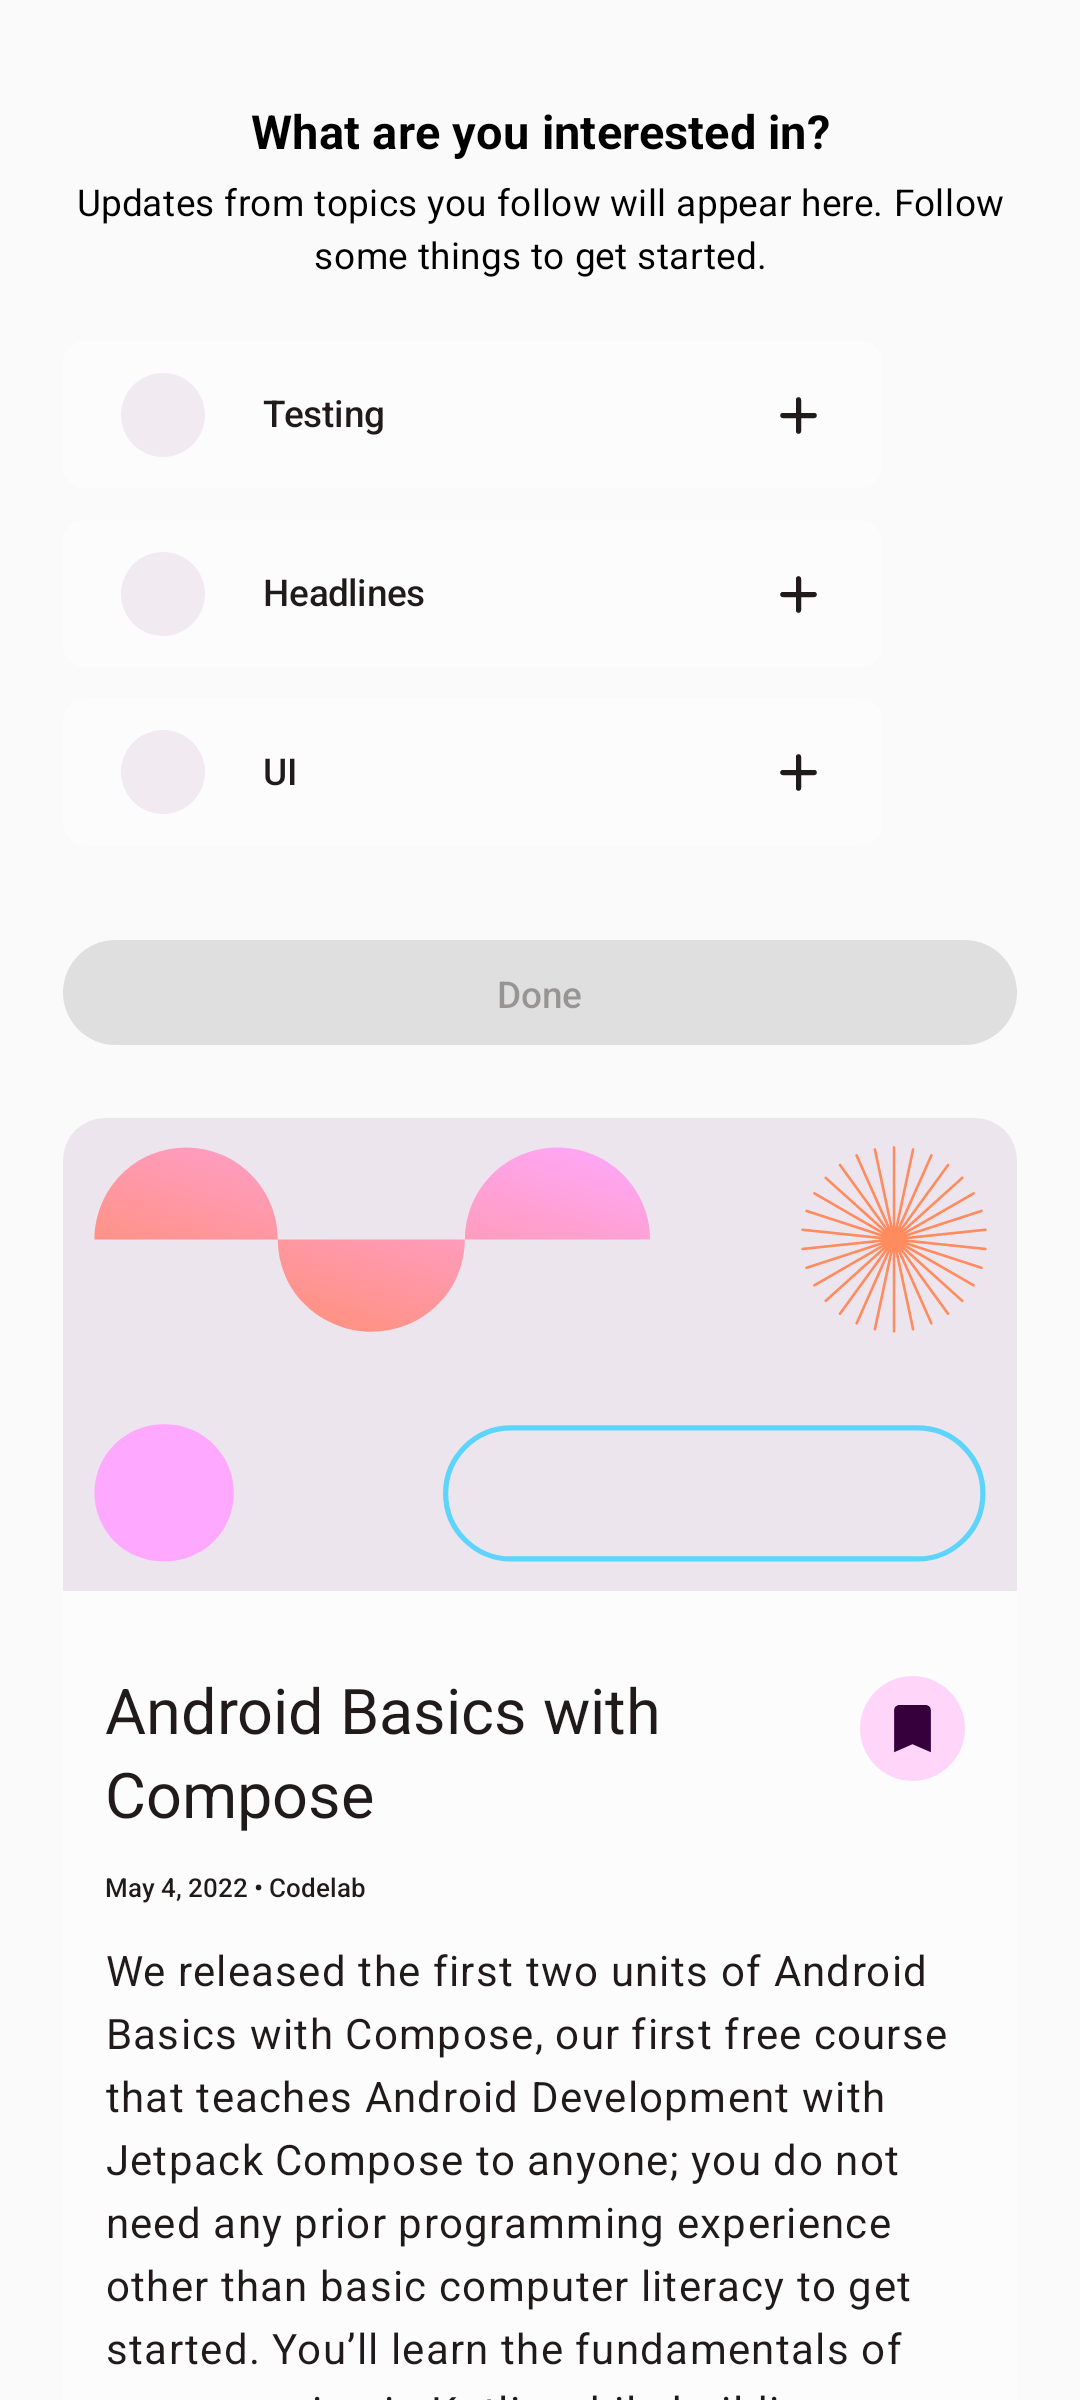 What are you interested in?
Updates from topics you follow will appear here. Follow
some things to get started.
Testing
Headlines
UI
Done
Android Basics with
Compose
May 4, 2022 • Codelab
We released the first two units of Android
Basics with Compose, our first free course
that teaches Android Development with
Jetpack Compose to anyone; you do not
need any prior programming experience
other than basic computer literacy to get
started. You’ll learn the fundamentals of